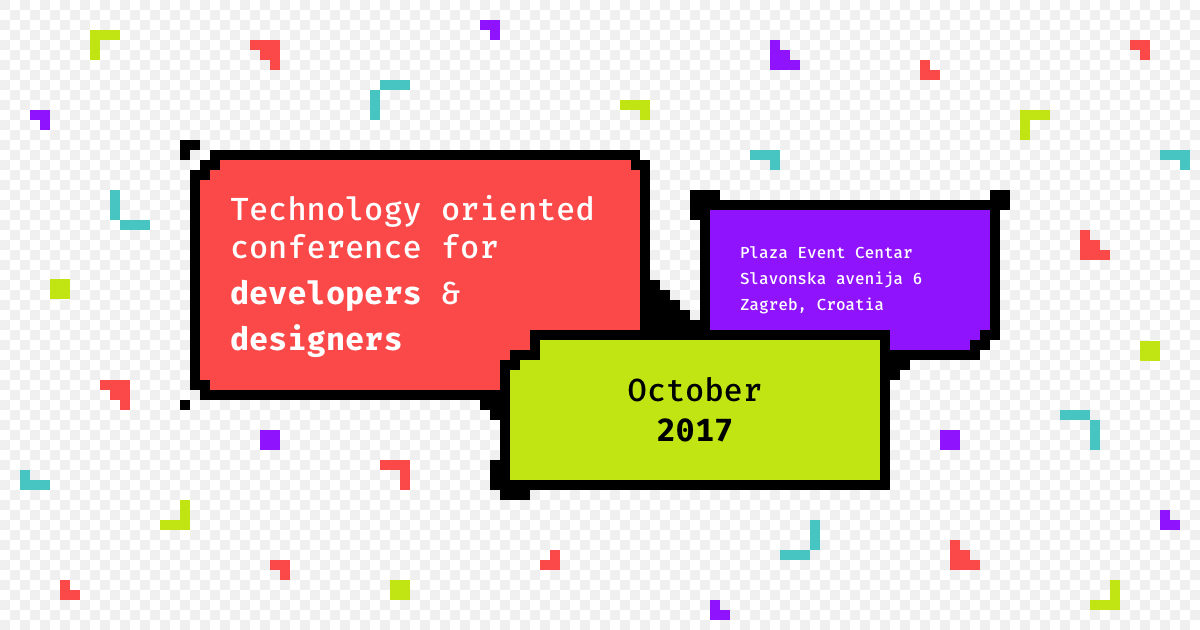 Technology oriented
conference for
developers &
designers
Plaza Event Centar
Slavonska avenija 6
Zagreb, Croatia
October
2017